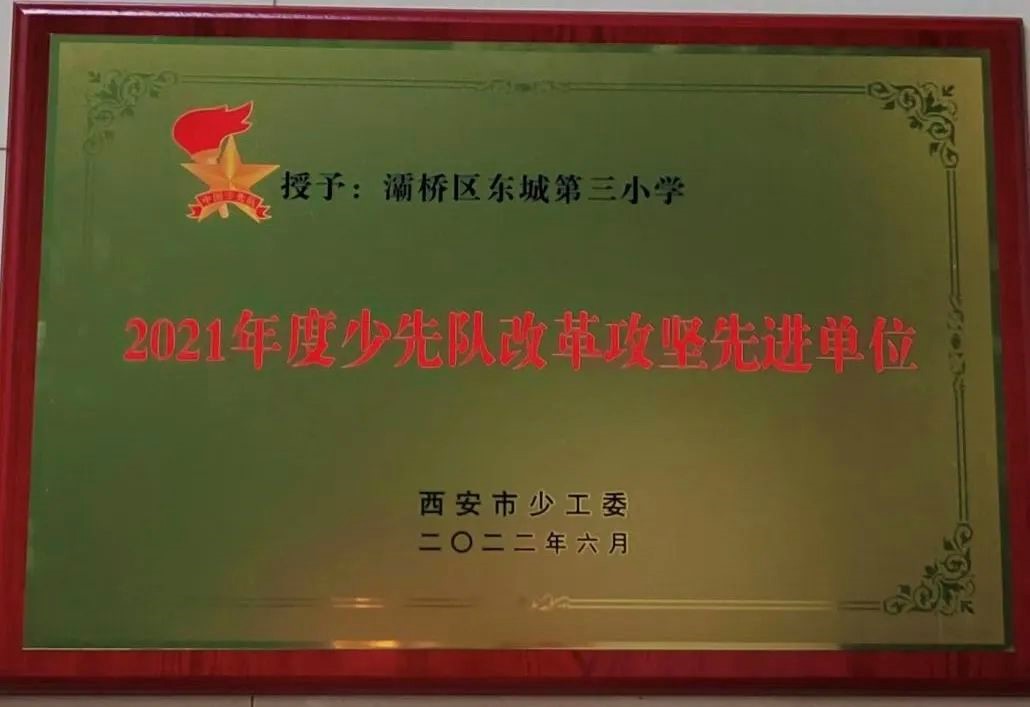 授予：灞桥区东城第三小学
2021年度少先队改革攻坚先进单位
西安市少工委
二〇二二年六月